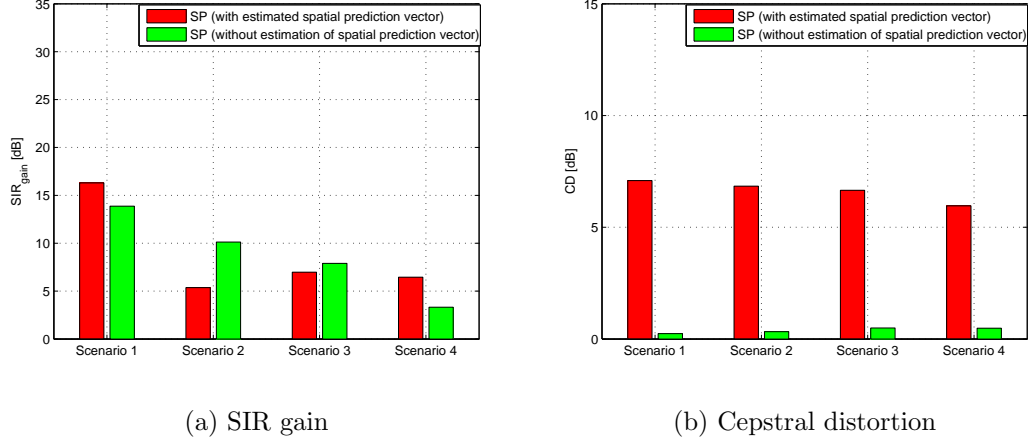 SP (with estimated spatial prediction vector)
SP (without estimation of spatial prediction vector)
35
30
25
20
15
10
5
0
SIRgain [dB]
Scenario 1 Scenario 2 Scenario 3 Scenario 4
(a) SIR gain
SP (with estimated spatial prediction vector)
SP (without estimation of spatial prediction vector)
15
10
5
0
CD [dB]
Scenario 1 Scenario 2 Scenario 3 Scenario 4
(b) Cepstral distortion